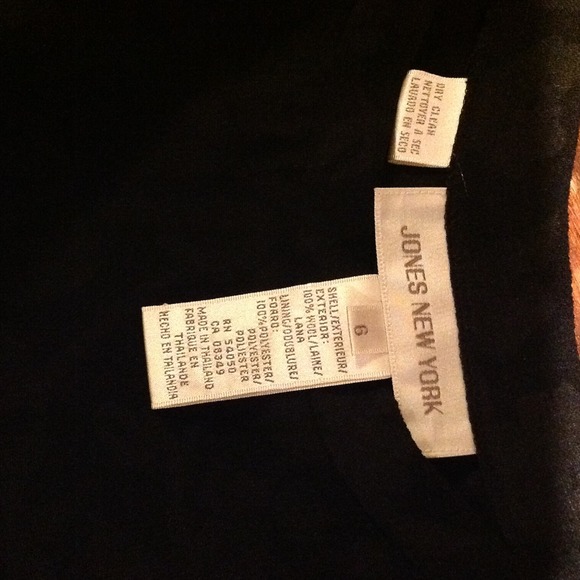 JONES NEW YORK
6
SHELL/EXTERIEUR/
EXTERIOR:
100% WOOL/LAINE/
LANA
LINING/DOUBLURE/
FORRO:
100% POLYESTER/
POLYESTER/
POLIESTER
RN 54050
CA 08349
MADE IN THAILAND
FABRIQUE EN
THAILANDE
HECHO EN TAILANDIA
DRY CLEAN
NETTOYER A SEC
LAVADO EN SECO